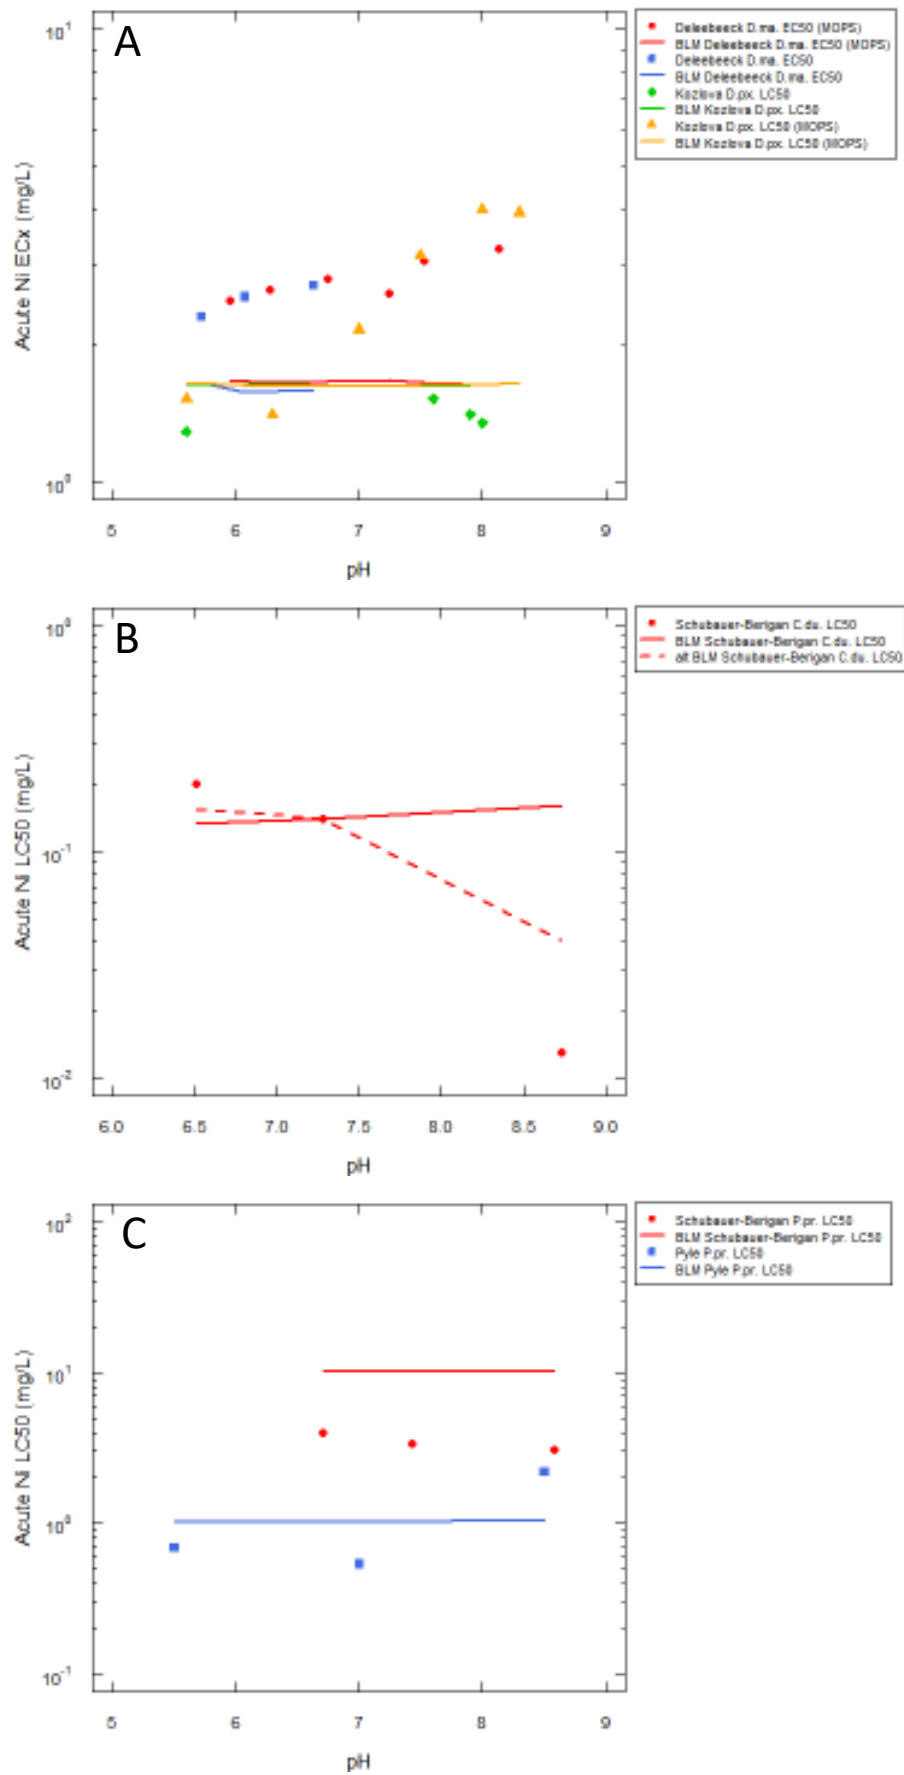 A
10¹
10⁰
Acute Ni ECx (mg/L)
5 6 7 8 9
pH
Deleebeeck D.ma. EC50 (MOPS)
BLM Deleebeeck D.ma. EC50 (MOPS)
Deleebeeck D.ma. EC50
BLM Deleebeeck D.ma. EC50
Kozlova D.px. LC50
BLM Kozlova D.px. LC50
Kozlova D.px. LC50 (MOPS)
BLM Kozlova D.px. LC50 (MOPS)
B
10⁰
10⁻¹
10⁻²
Acute Ni LC50 (mg/L)
6.0 6.5 7.0 7.5 8.0 8.5 9.0
pH
Schubauer-Berigan C.du. LC50
BLM Schubauer-Berigan C.du. LC50
alt BLM Schubauer-Berigan C.du. LC50
C
10²
10¹
10⁰
10⁻¹
Acute Ni LC50 (mg/L)
5 6 7 8 9
pH
Schubauer-Berigan P.pr. LC50
BLM Schubauer-Berigan P.pr. LC50
Pyle P.pr. LC50
BLM Pyle P.pr. LC50